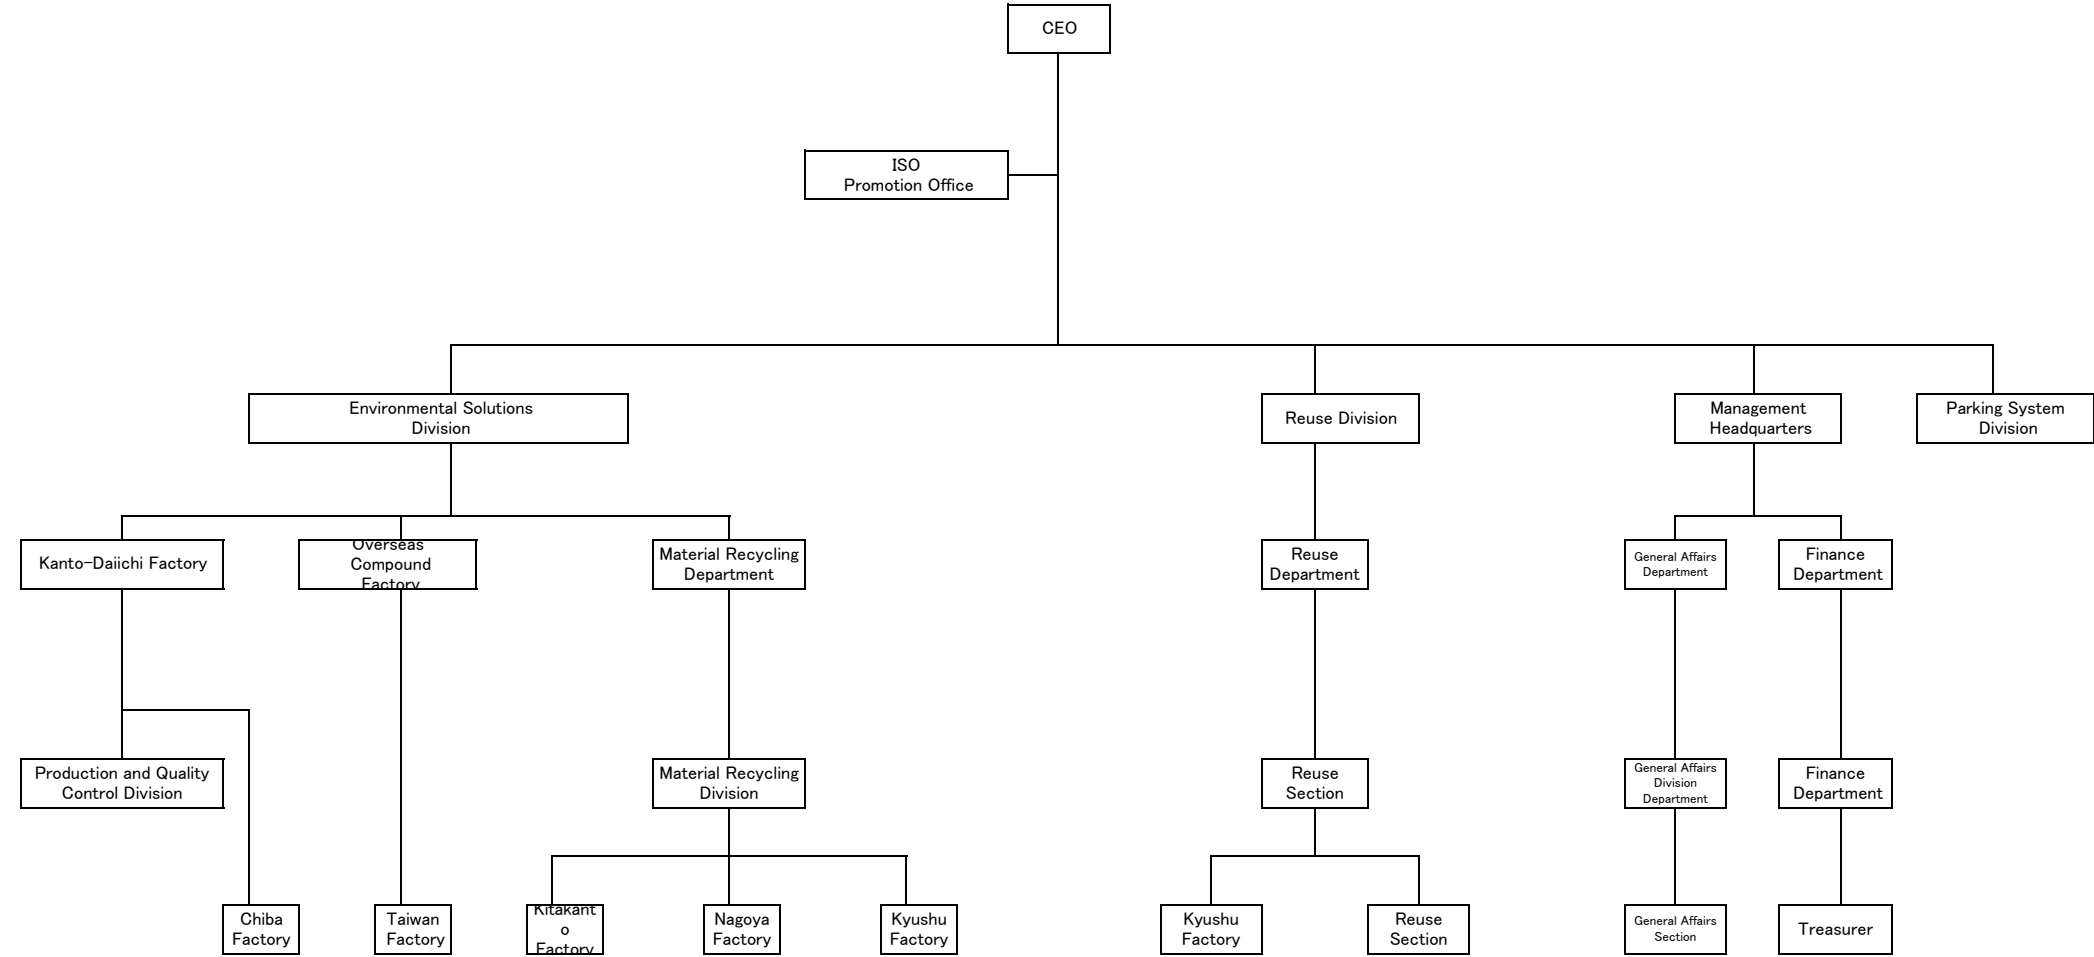 CEO
ISO
Promotion Office
Environmental Solutions
Division
Reuse Division
Management
Headquarters
Parking System
Division
Kanto-Daiichi Factory
Overseas
Compound
Factory
Material Recycling
Department
Reuse
Department
General Affairs
Department
Finance
Department
Production and Quality
Control Division
Material Recycling
Division
Reuse
Section
General Affairs
Division
Department
Finance
Department
Chiba
Factory
Taiwan
Factory
Kitakant
o
Factory
Nagoya
Factory
Kyushu
Factory
Kyushu
Factory
Reuse
Section
General Affairs
Section
Treasurer